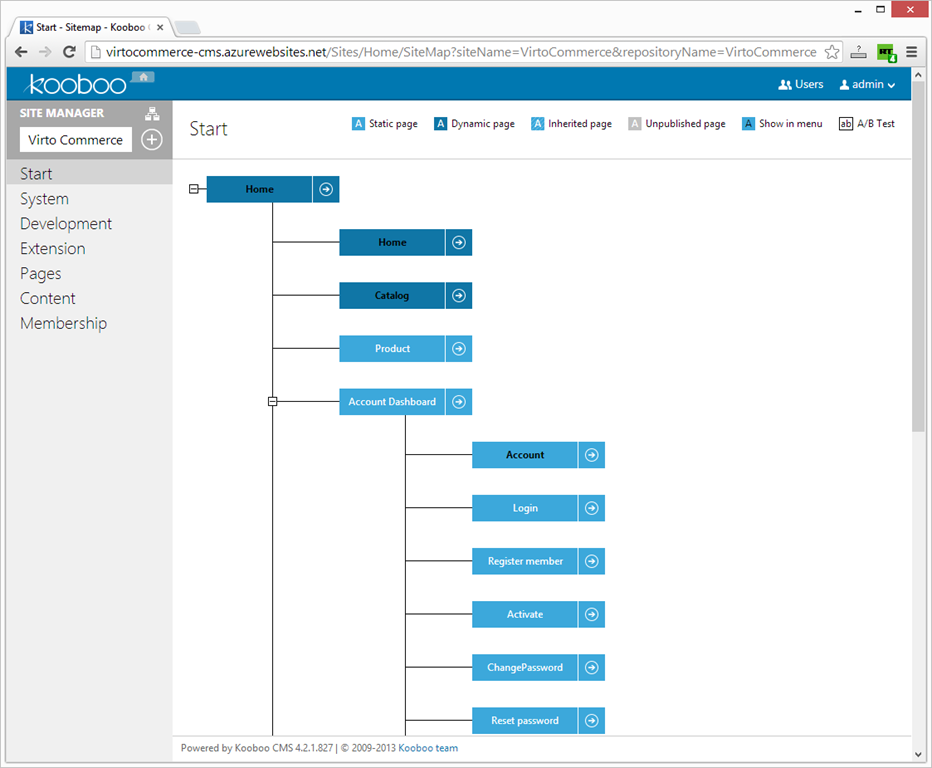 Start - Sitemap - Kooboo
virtocommerce-cms.azurewebsites.net/Sites/Home/SiteMap?siteName=VirtoCommerce&repositoryName=VirtoCommerce
?
RT
4
kooboo
Users
admin
SITE MANAGER
Virto Commerce
Start
System
Development
Extension
Pages
Content
Membership
Start
A Static page
A Dynamic page
A Inherited page
A Unpublished page
A Show in menu
ab A/B Test
Home
Home
Catalog
Product
Account Dashboard
Account
Login
Register member
Activate
ChangePassword
Reset password
Powered by Kooboo CMS 4.2.1.827 | © 2009-2013 Kooboo team